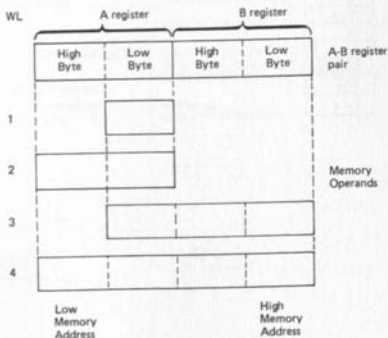 WL A register B register
High Byte Low Byte High Byte Low Byte A-B register pair
1
2
Memory Operands
3
4
Low Memory Address High Memory Address